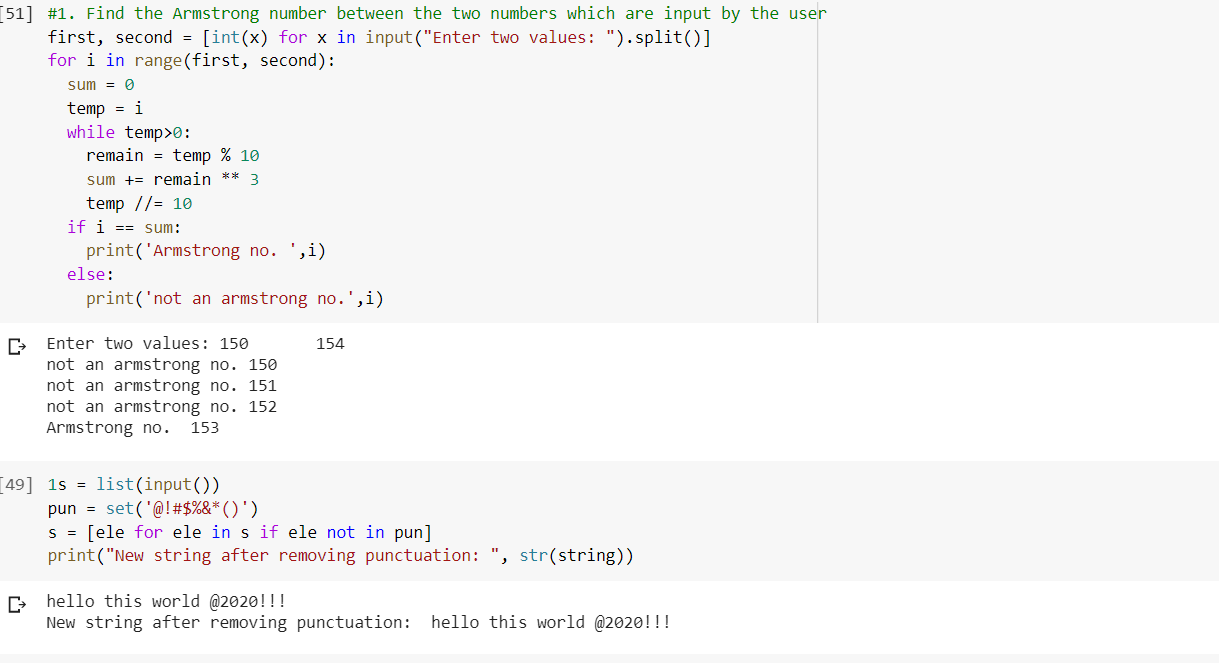 [51] #1. Find the Armstrong number between the two numbers which are input by the user
first, second = [int(x) for x in input("Enter two values: ").split()]
for i in range(first, second):
  sum = 0
  temp = i
  while temp>0:
    remain = temp % 10
    sum += remain ** 3
    temp //= 10
  if i == sum:
    print('Armstrong no. ',i)
  else:
    print('not an armstrong no.',i)
Enter two values: 150       154
not an armstrong no. 150
not an armstrong no. 151
not an armstrong no. 152
Armstrong no.  153
[49] 1s = list(input())
pun = set('@!#$%&*()')
s = [ele for ele in s if ele not in pun]
print("New string after removing punctuation: ", str(string))
hello this world @2020!!!
New string after removing punctuation:  hello this world @2020!!!